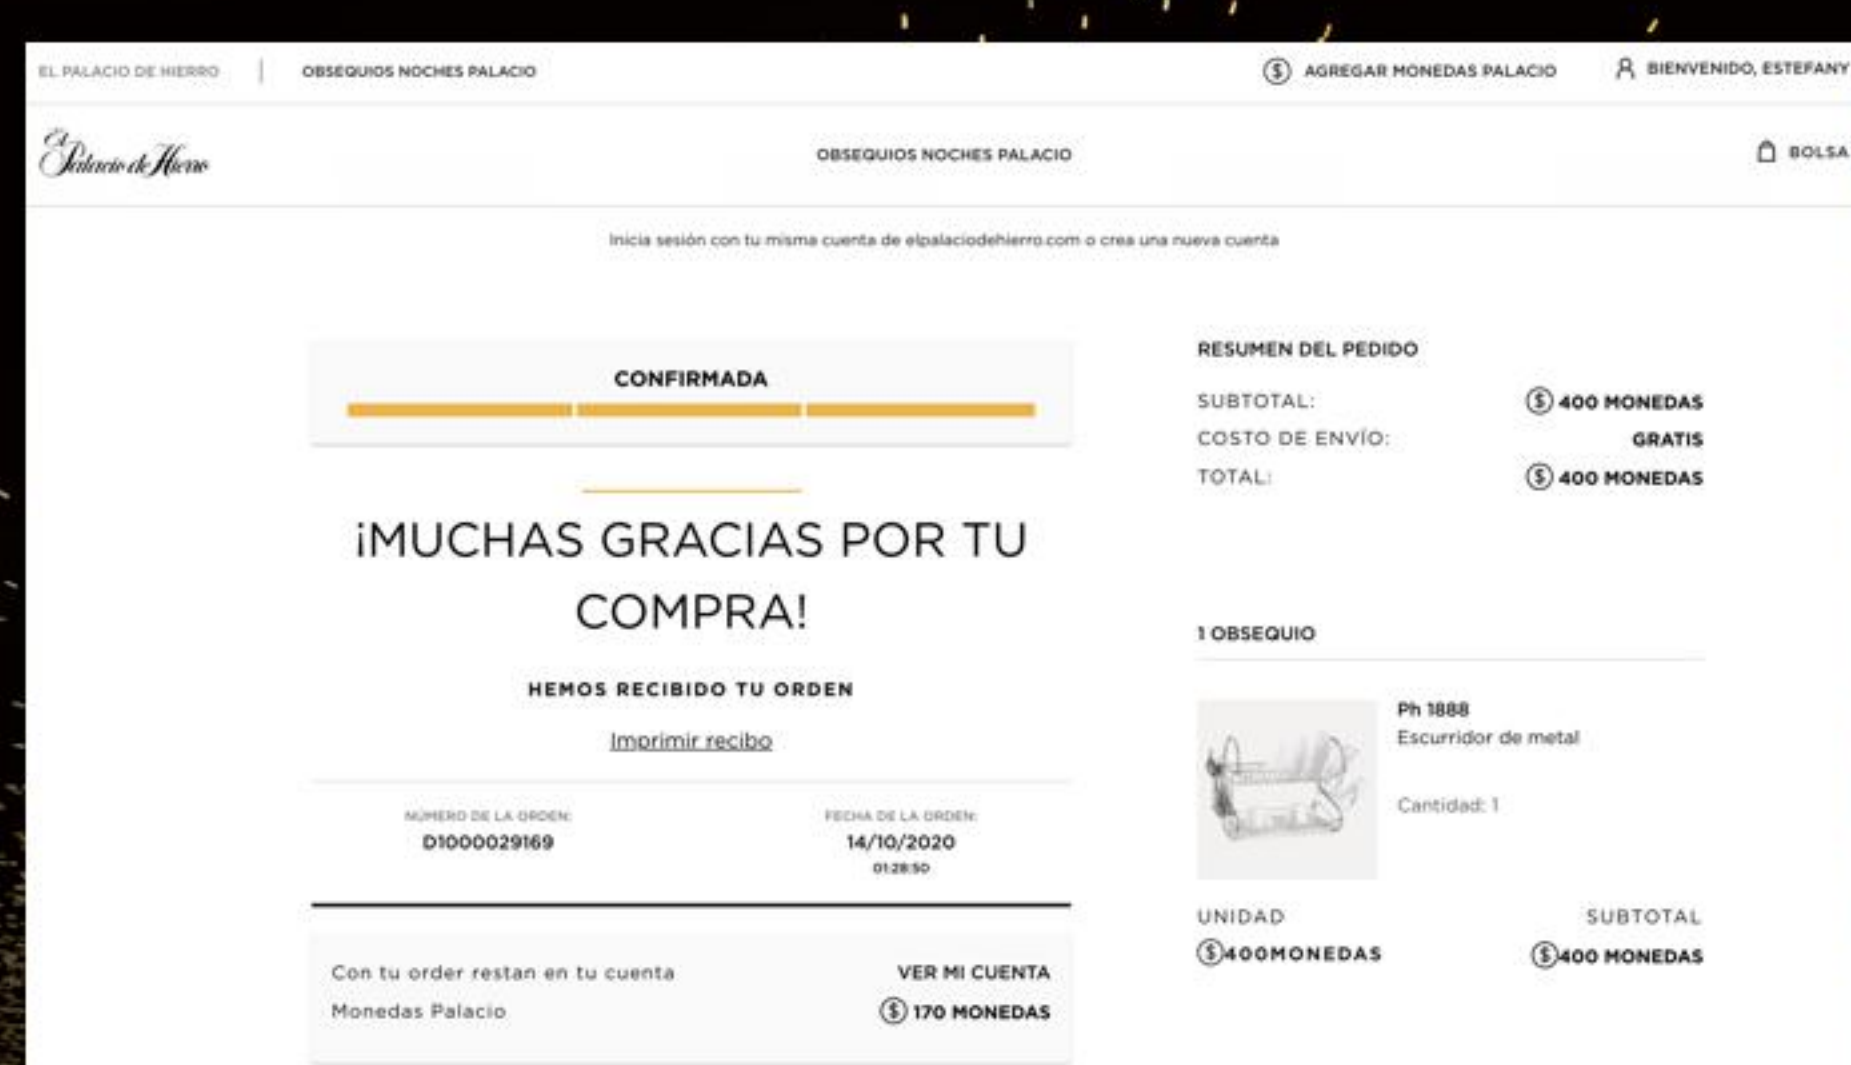 EL PALACIO DE HIERRO | OBSEQUIOS NOCHES PALACIO
AGREGAR MONEDAS PALACIO
BIENVENIDO, ESTEFANY
El Palacio de Hierro
OBSEQUIOS NOCHES PALACIO
BOLSA
Inicia sesión con tu misma cuenta de elpalaciodehierro.com o crea una nueva cuenta
CONFIRMADA
¡MUCHAS GRACIAS POR TU
COMPRA!
HEMOS RECIBIDO TU ORDEN
Imprimir recibo
NÚMERO DE LA ORDEN:
D1000029169
FECHA DE LA ORDEN:
14/10/2020
01:28:50
Con tu order restan en tu cuenta
Monedas Palacio
VER MI CUENTA
$ 170 MONEDAS
RESUMEN DEL PEDIDO
SUBTOTAL: $ 400 MONEDAS
COSTO DE ENVÍO: GRATIS
TOTAL: $ 400 MONEDAS
1 OBSEQUIO
Ph 1888
Escurridor de metal
Cantidad: 1
UNIDAD
$400MONEDAS
SUBTOTAL
$400 MONEDAS